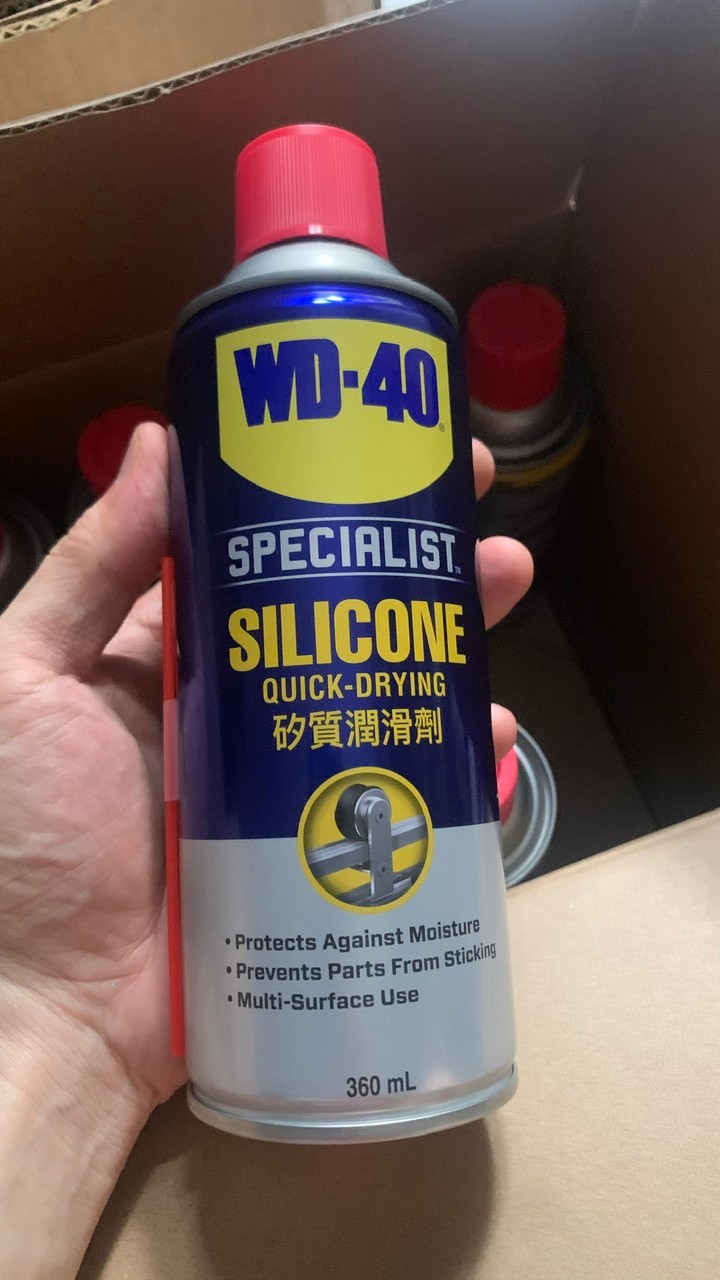 WD-40®
SPECIALIST™
SILICONE
QUICK-DRYING
矽質潤滑劑
• Protects Against Moisture
• Prevents Parts From Sticking
• Multi-Surface Use
360 mL